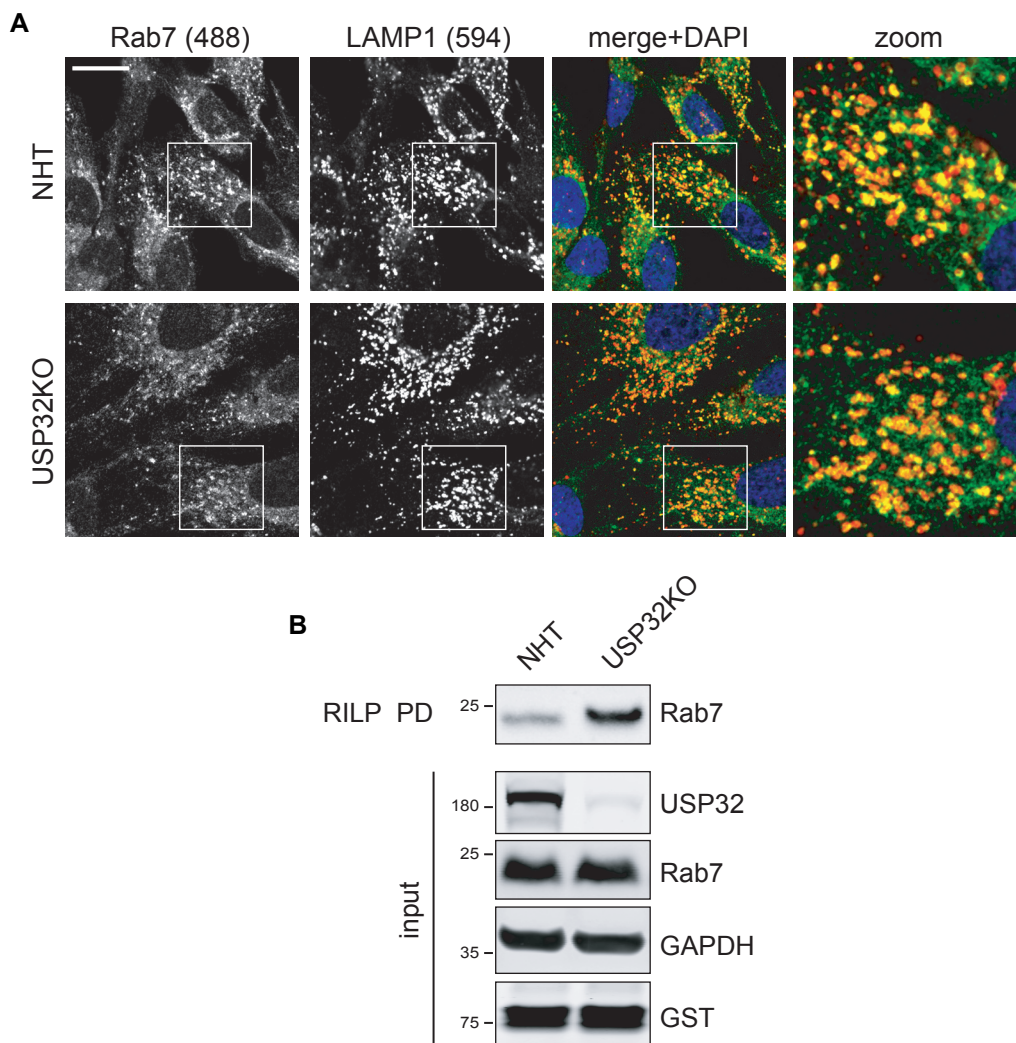 A
Rab7 (488) LAMP1 (594) merge+DAPI zoom
NHT
USP32KO
B
NHT USP32KO
RILP PD 25 Rab7
input
180 USP32
25 Rab7
35 GAPDH
75 GST